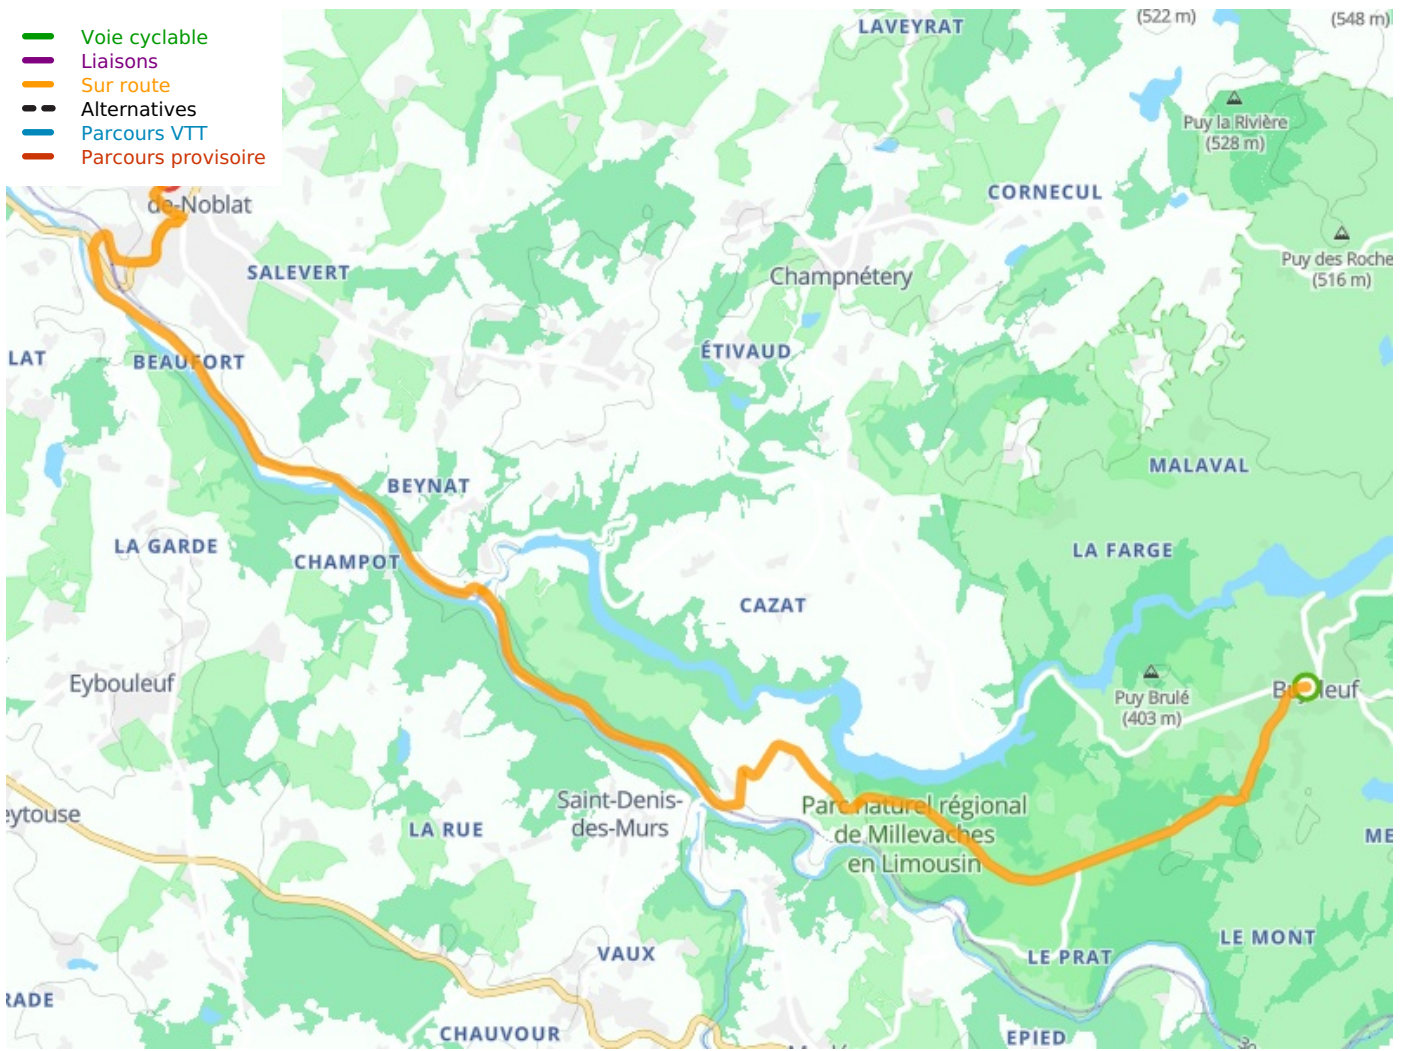 Voie cyclable
Liaisons
Sur route
Alternatives
Parcours VTT
Parcours provisoire
LAVEYRAT
(522 m)
(548 m)
Puy la Rivière
(528 m)
CORNECUL
de-Noblat
SALEVERT
Champnétery
Puy des Roche
(516 m)
LAT
BEAUFORT
ÉTIVAUD
MALAVAL
BEYNAT
LA GARDE
CHAMPOT
LA FARGE
CAZAT
Eybouleuf
Puy Brulé
(403 m)
Saint-Denis-
des-Murs
Parc naturel régional
de Millevaches
en Limousin
eytouse
LA RUE
ME
VAUX
LE PRAT
LE MONT
RADE
CHAUVOUR
EPIED